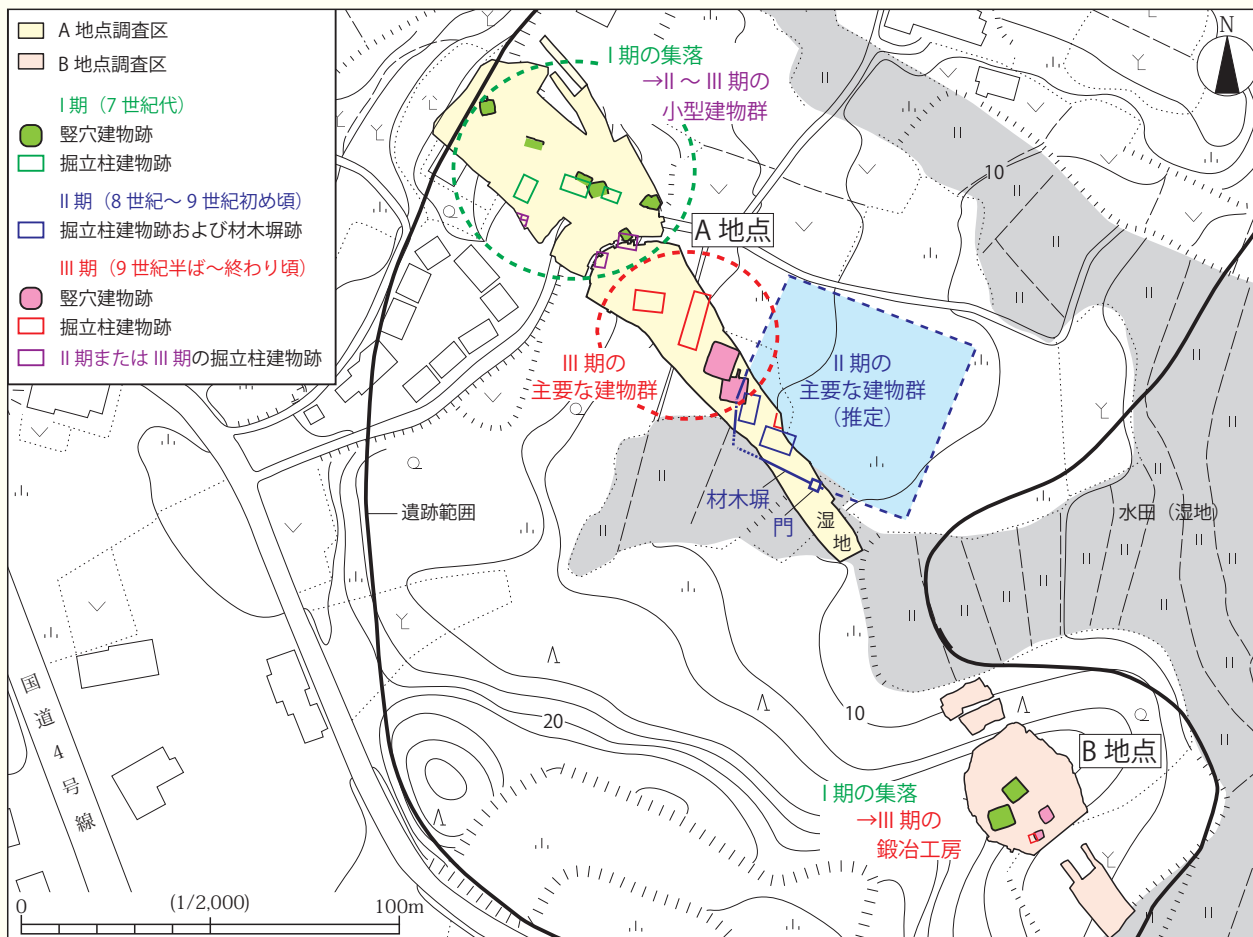 A 地点調査区
B 地点調査区
I 期（7 世紀代）
竪穴建物跡
掘立柱建物跡
II 期（8 世紀～ 9 世紀初め頃）
掘立柱建物跡および材木塀跡
III 期（9 世紀半ば～終わり頃）
竪穴建物跡
掘立柱建物跡
II 期または III 期の掘立柱建物跡
I 期の集落
→II ～ III 期の
小型建物群
N
10
A 地点
III 期の
主要な建物群
II 期の
主要な建物群
（推定）
材木塀
門
湿地
遺跡範囲
水田（湿地）
国道4号線
20
10
B 地点
I 期の集落
→III 期の
鍛冶工房
0
(1/2,000)
100m